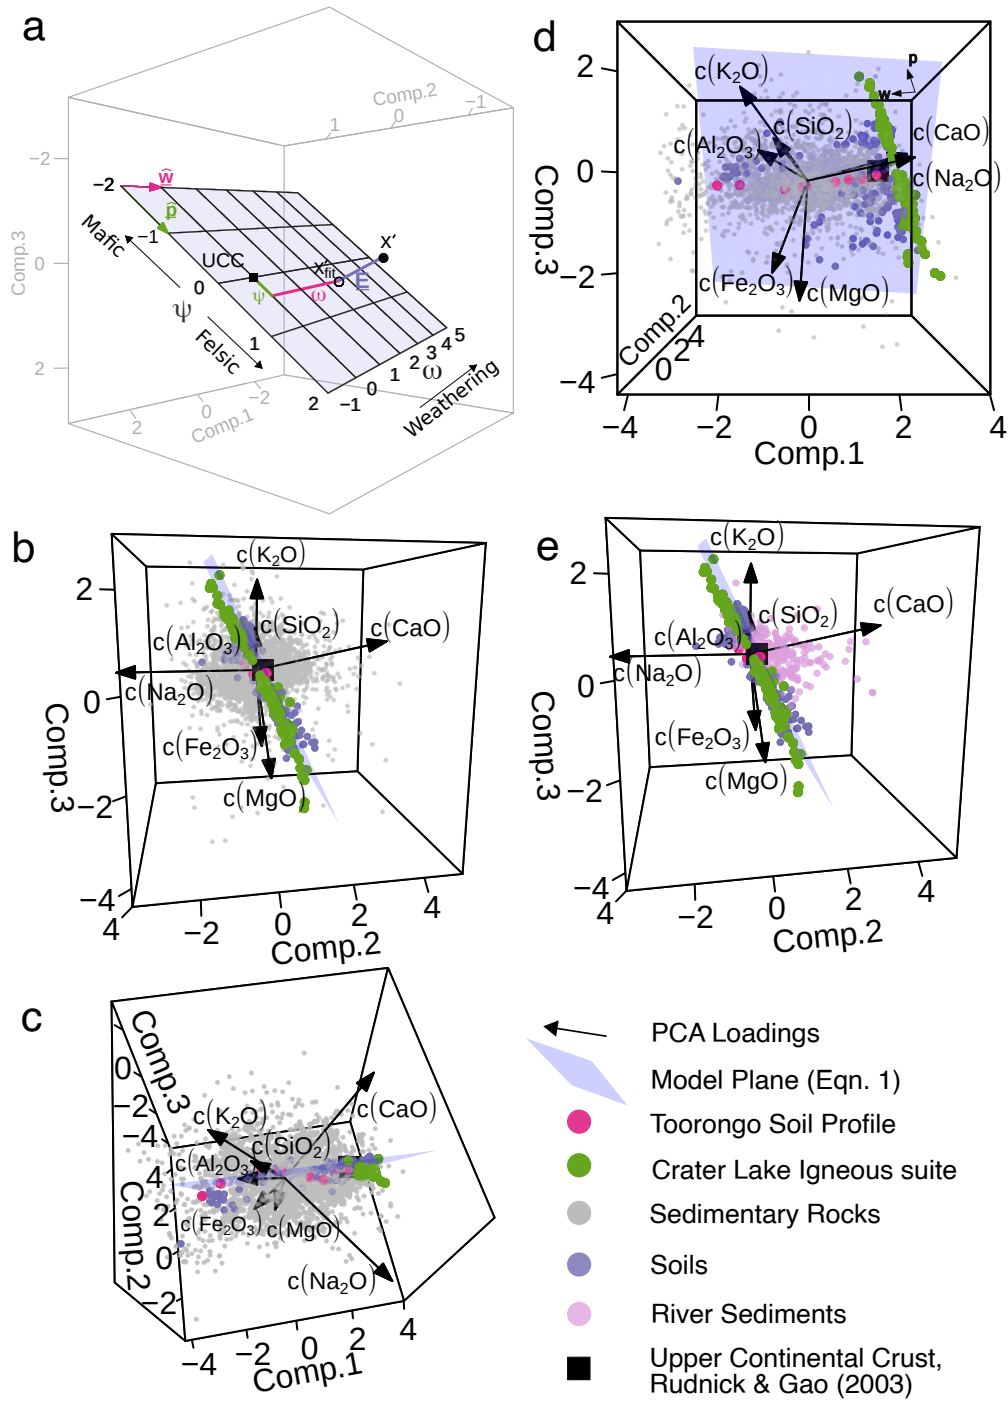 a
Comp.2
1
0
−1
−2
Comp.3
0
2
−2
ŵ
p̂
−1
Mafic
UCC
x′
x′fit
E
0
ψ
ω
ψ
Felsic
1
2
−1
0
1
2
3
4
5
ω
Weathering
2
0
−2
Comp.1
d
2
0
−2
−4
Comp.3
c(K₂O)
p
w
c(SiO₂)
c(CaO)
c(Al₂O₃)
c(Na₂O)
c(Fe₂O₃)
c(MgO)
Comp.2
0
2
4
−4
−2
0
2
4
Comp.1
b
c(K₂O)
2
c(SiO₂)
c(CaO)
c(Al₂O₃)
c(Na₂O)
0
c(Fe₂O₃)
Comp.3
c(MgO)
−2
−4
4
−2
0
2
4
Comp.2
e
c(K₂O)
2
c(CaO)
c(SiO₂)
c(Al₂O₃)
c(Na₂O)
0
c(Fe₂O₃)
Comp.3
c(MgO)
−2
−4
4
−2
0
2
4
Comp.2
c
Comp.3
0
−2
−4
c(K₂O)
c(CaO)
c(SiO₂)
c(Al₂O₃)
4
2
0
−2
Comp.2
c(Fe₂O₃)
c(MgO)
c(Na₂O)
−4
−2
0
2
4
Comp.1
PCA Loadings
Model Plane (Eqn. 1)
Toorongo Soil Profile
Crater Lake Igneous suite
Sedimentary Rocks
Soils
River Sediments
Upper Continental Crust,
Rudnick & Gao (2003)